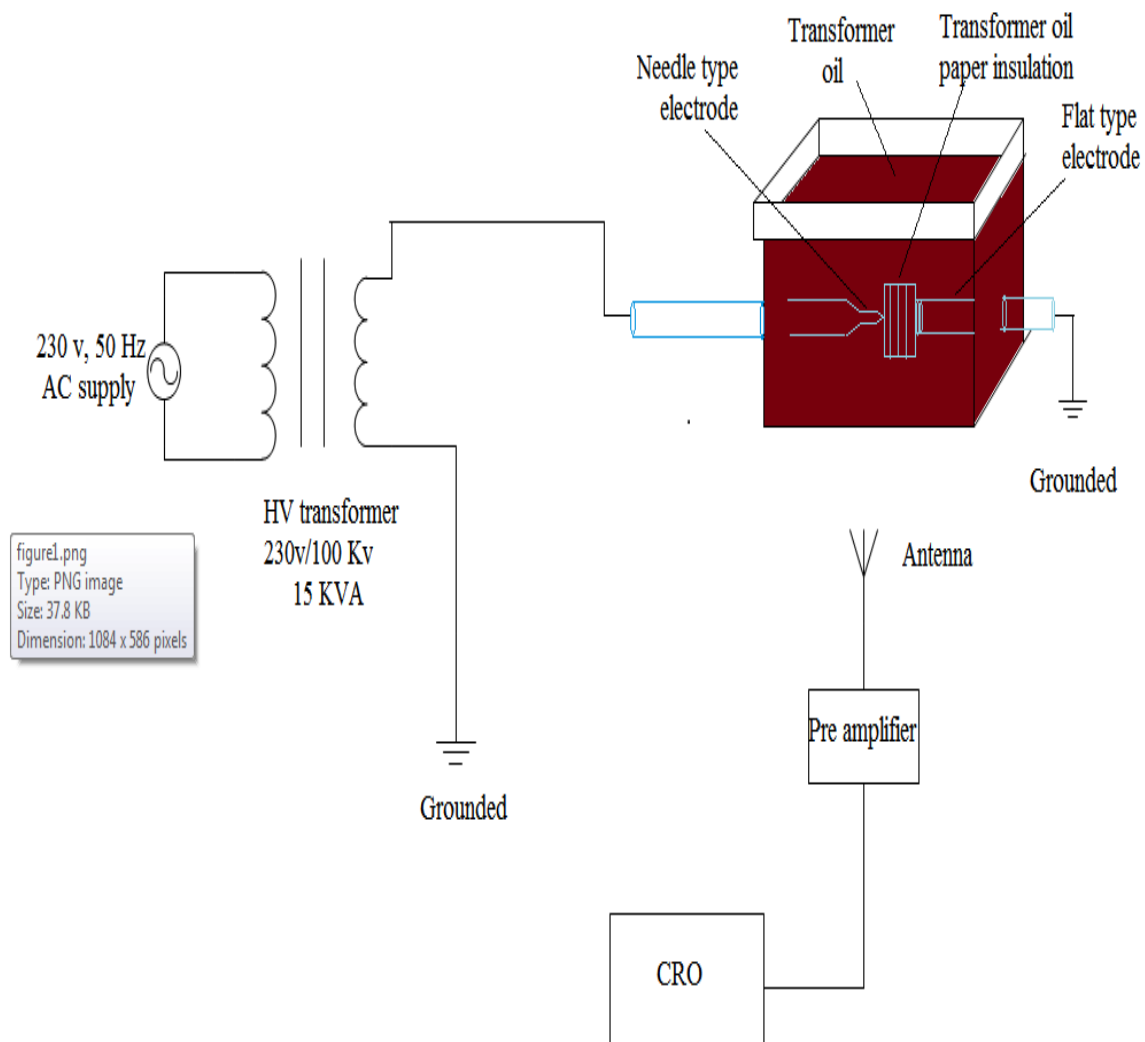 Transformer
oil
Transformer oil
paper insulation
Needle type
electrode
Flat type
electrode
230 v, 50 Hz
AC supply
HV transformer
230v/100 Kv
15 KVA
Grounded
Grounded
Antenna
Pre amplifier
CRO
figure1.png
Type: PNG image
Size: 37.8 KB
Dimension: 1084 x 586 pixels